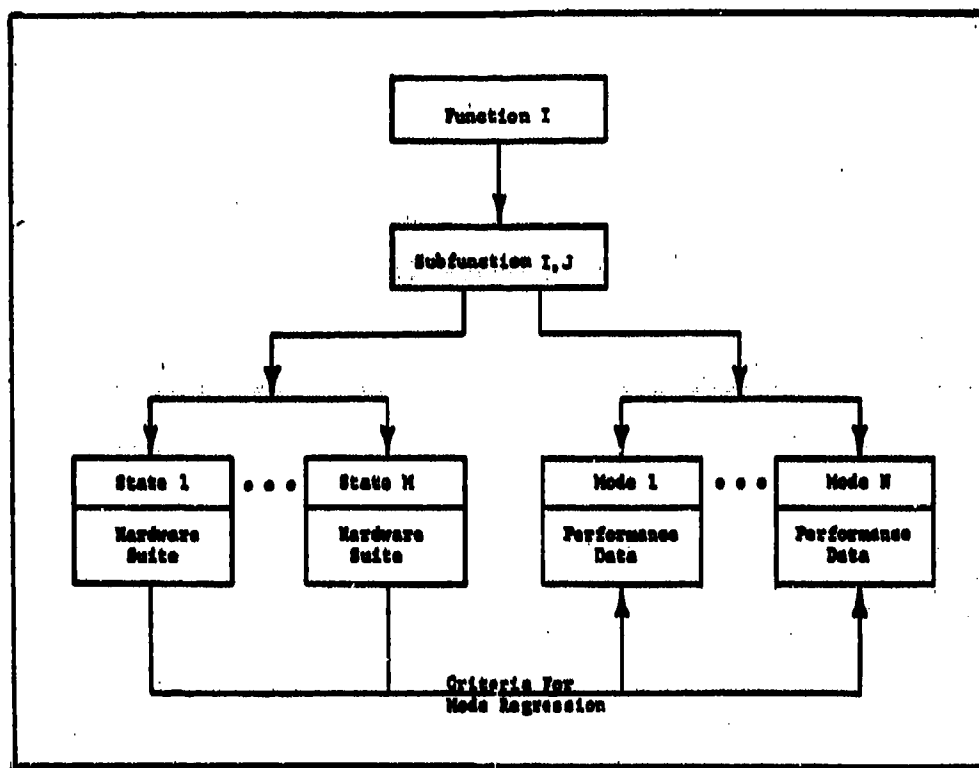 Function I
Subfunction I,J
State 1 • • • State M
Mode 1 • • • Mode N
Hardware
Suite
Hardware
Suite
Performance
Data
Performance
Data
Criteria For
Mode Regression